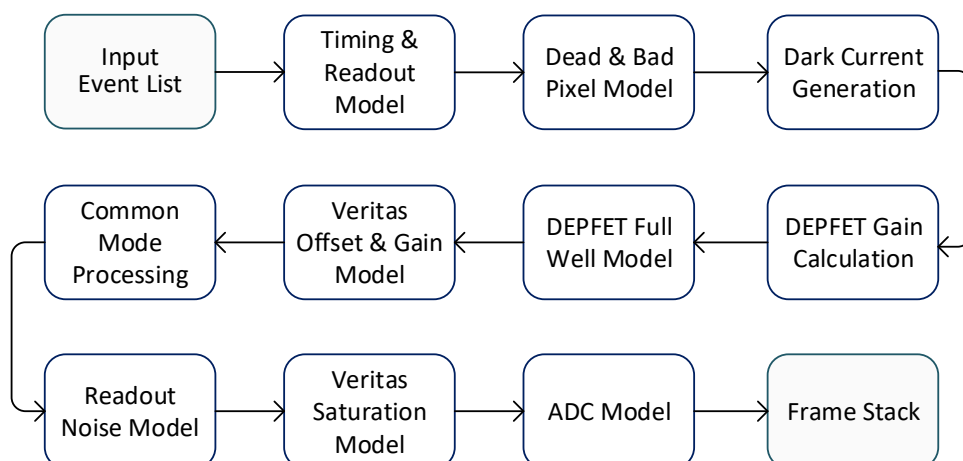 Input
Event List
Timing &
Readout
Model
Dead & Bad
Pixel Model
Dark Current
Generation
Common
Mode
Processing
Veritas
Offset & Gain
Model
DEPFET Full
Well Model
DEPFET Gain
Calculation
Readout
Noise Model
Veritas
Saturation
Model
ADC Model
Frame Stack